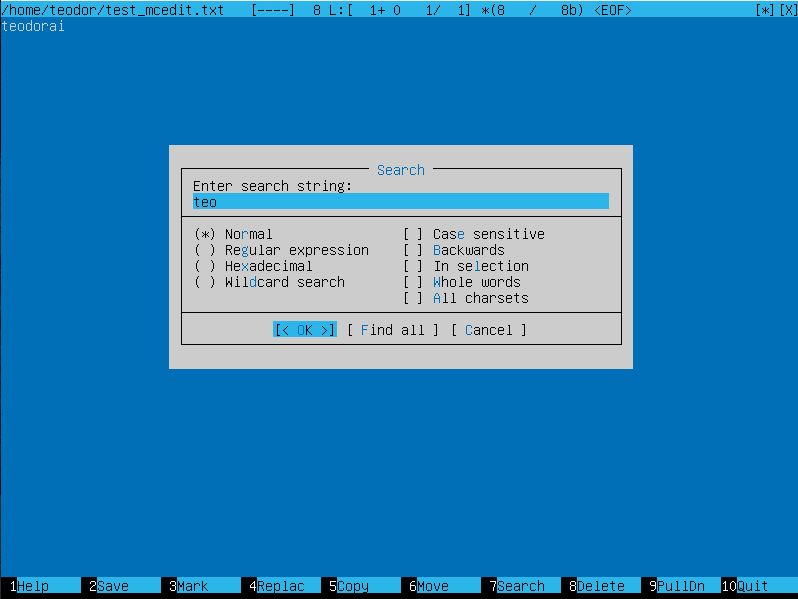 /home/teodor/test_mcedit.txt [----] 8 L:[ 1+ 0 1/ 1] *(8 / 8b) <EOF> [*][X]
teodorai
Search
Enter search string:
teo
(*) Normal [ ] Case sensitive
( ) Regular expression [ ] Backwards
( ) Hexadecimal [ ] In selection
( ) Wildcard search [ ] Whole words
[ ] All charsets
[< OK >] [ Find all ] [ Cancel ]
1Help 2Save 3Mark 4Replac 5Copy 6Move 7Search 8Delete 9PullDn 10Quit